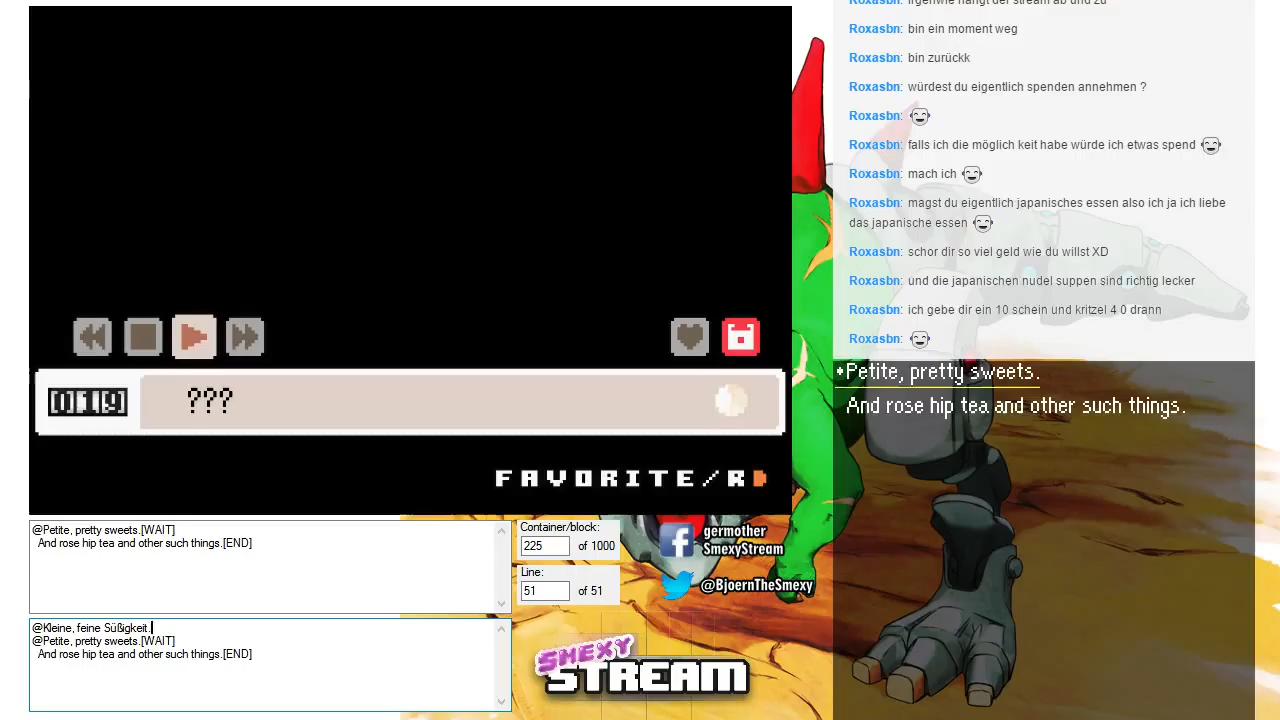 Roxasbn: bin ein moment weg
Roxasbn: bin zurückk
Roxasbn: würdest du eigentlich spenden annehmen ?
Roxasbn:
Roxasbn: falls ich die möglich keit habe würde ich etwas spend
Roxasbn: mach ich
Roxasbn: magst du eigentlich japanisches essen also ich ja ich liebe
das japanische essen
Roxasbn: schor dir so viel geld wie du willst XD
Roxasbn: und die japanischen nudel suppen sind richtig lecker
Roxasbn: ich gebe dir ein 10 schein und kritzel 4 0 drann
Roxasbn:
019 ???
FAVORITE/R
•Petite, pretty sweets.
And rose hip tea and other such things.
@Petite, pretty sweets.[WAIT]
And rose hip tea and other such things.[END]
Container/block:
225 of 1000
Line:
51 of 51
germother
SmexyStream
@BjoernTheSmexy
@Kleine, feine Süßigkeit.
@Petite, pretty sweets.[WAIT]
And rose hip tea and other such things.[END]
SMEXY
STREAM